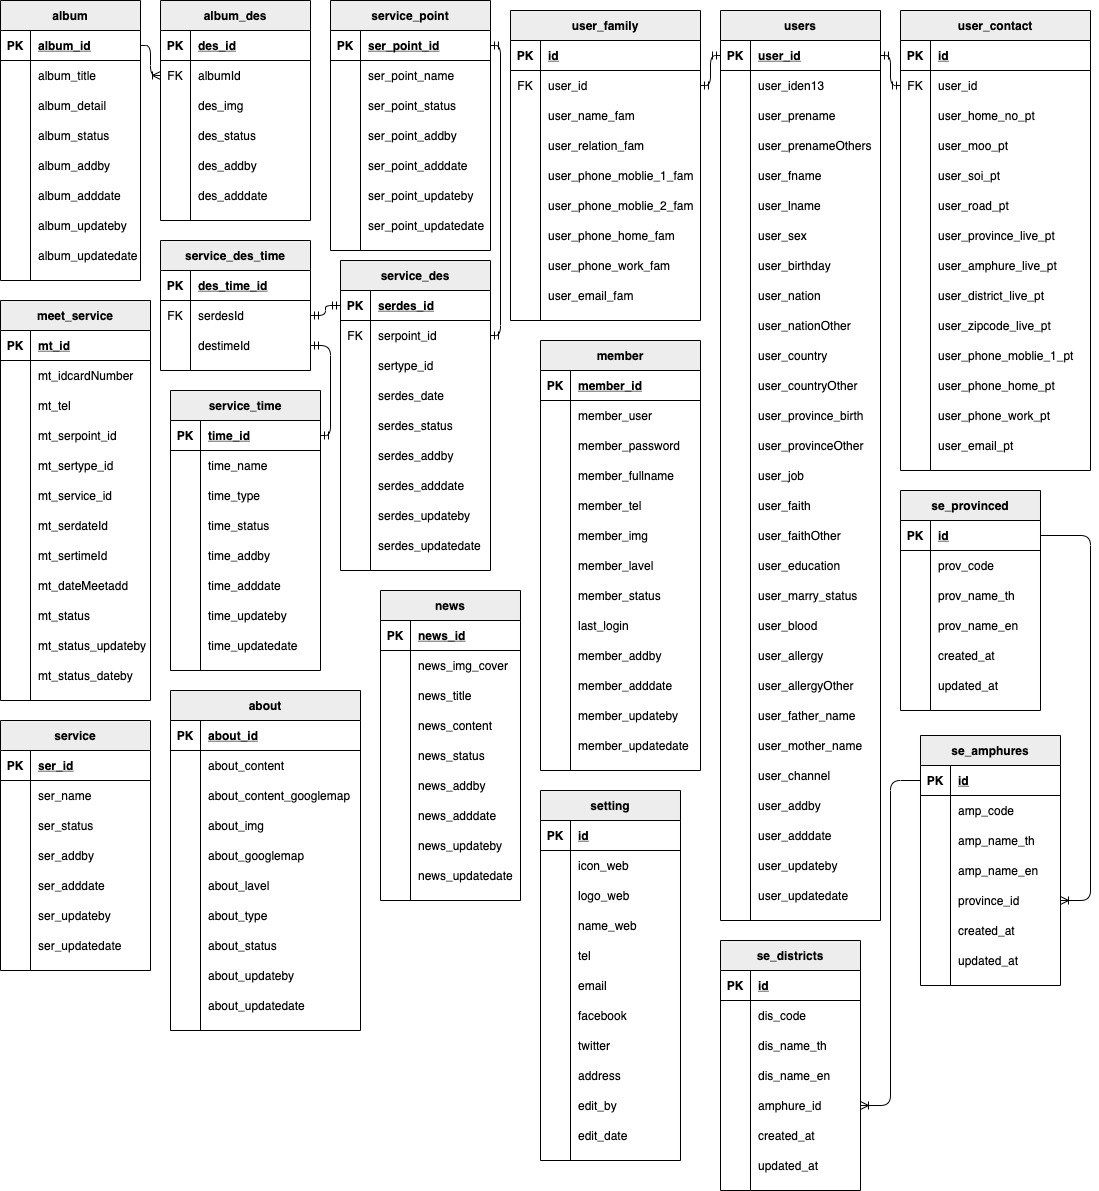 album
PK album_id
album_title
album_detail
album_status
album_addby
album_adddate
album_updateby
album_updatedate
album_des
PK des_id
FK albumId
des_img
des_status
des_addby
des_adddate
service_point
PK ser_point_id
ser_point_name
ser_point_status
ser_point_addby
ser_point_adddate
ser_point_updateby
ser_point_updatedate
user_family
PK id
FK user_id
user_name_fam
user_relation_fam
user_phone_moblie_1_fam
user_phone_moblie_2_fam
user_phone_home_fam
user_phone_work_fam
user_email_fam
users
PK user_id
user_iden13
user_prename
user_prenameOthers
user_fname
user_lname
user_sex
user_birthday
user_nation
user_nationOther
user_country
user_countryOther
user_province_birth
user_provinceOther
user_job
user_faith
user_faithOther
user_education
user_marry_status
user_blood
user_allergy
user_allergyOther
user_father_name
user_mother_name
user_channel
user_addby
user_adddate
user_updateby
user_updatedate
user_contact
PK id
FK user_id
user_home_no_pt
user_moo_pt
user_soi_pt
user_road_pt
user_province_live_pt
user_amphure_live_pt
user_district_live_pt
user_zipcode_live_pt
user_phone_moblie_1_pt
user_phone_home_pt
user_phone_work_pt
user_email_pt
service_des_time
PK des_time_id
FK serdesId
destimeId
service_des
PK serdes_id
FK serpoint_id
sertype_id
serdes_date
serdes_status
serdes_addby
serdes_adddate
serdes_updateby
serdes_updatedate
meet_service
PK mt_id
mt_idcardNumber
mt_tel
mt_serpoint_id
mt_sertype_id
mt_service_id
mt_serdateId
mt_sertimeId
mt_dateMeetadd
mt_status
mt_status_updateby
mt_status_dateby
service_time
PK time_id
time_name
time_type
time_status
time_addby
time_adddate
time_updateby
time_updatedate
member
PK member_id
member_user
member_password
member_fullname
member_tel
member_img
member_lavel
member_status
last_login
member_addby
member_adddate
member_updateby
member_updatedate
se_provinced
PK id
prov_code
prov_name_th
prov_name_en
created_at
updated_at
news
PK news_id
news_img_cover
news_title
news_content
news_status
news_addby
news_adddate
news_updateby
news_updatedate
about
PK about_id
about_content
about_content_googlemap
about_img
about_googlemap
about_lavel
about_type
about_status
about_updateby
about_updatedate
service
PK ser_id
ser_name
ser_status
ser_addby
ser_adddate
ser_updateby
ser_updatedate
se_amphures
PK id
amp_code
amp_name_th
amp_name_en
province_id
created_at
updated_at
setting
PK id
icon_web
logo_web
name_web
tel
email
facebook
twitter
address
edit_by
edit_date
se_districts
PK id
dis_code
dis_name_th
dis_name_en
amphure_id
created_at
updated_at